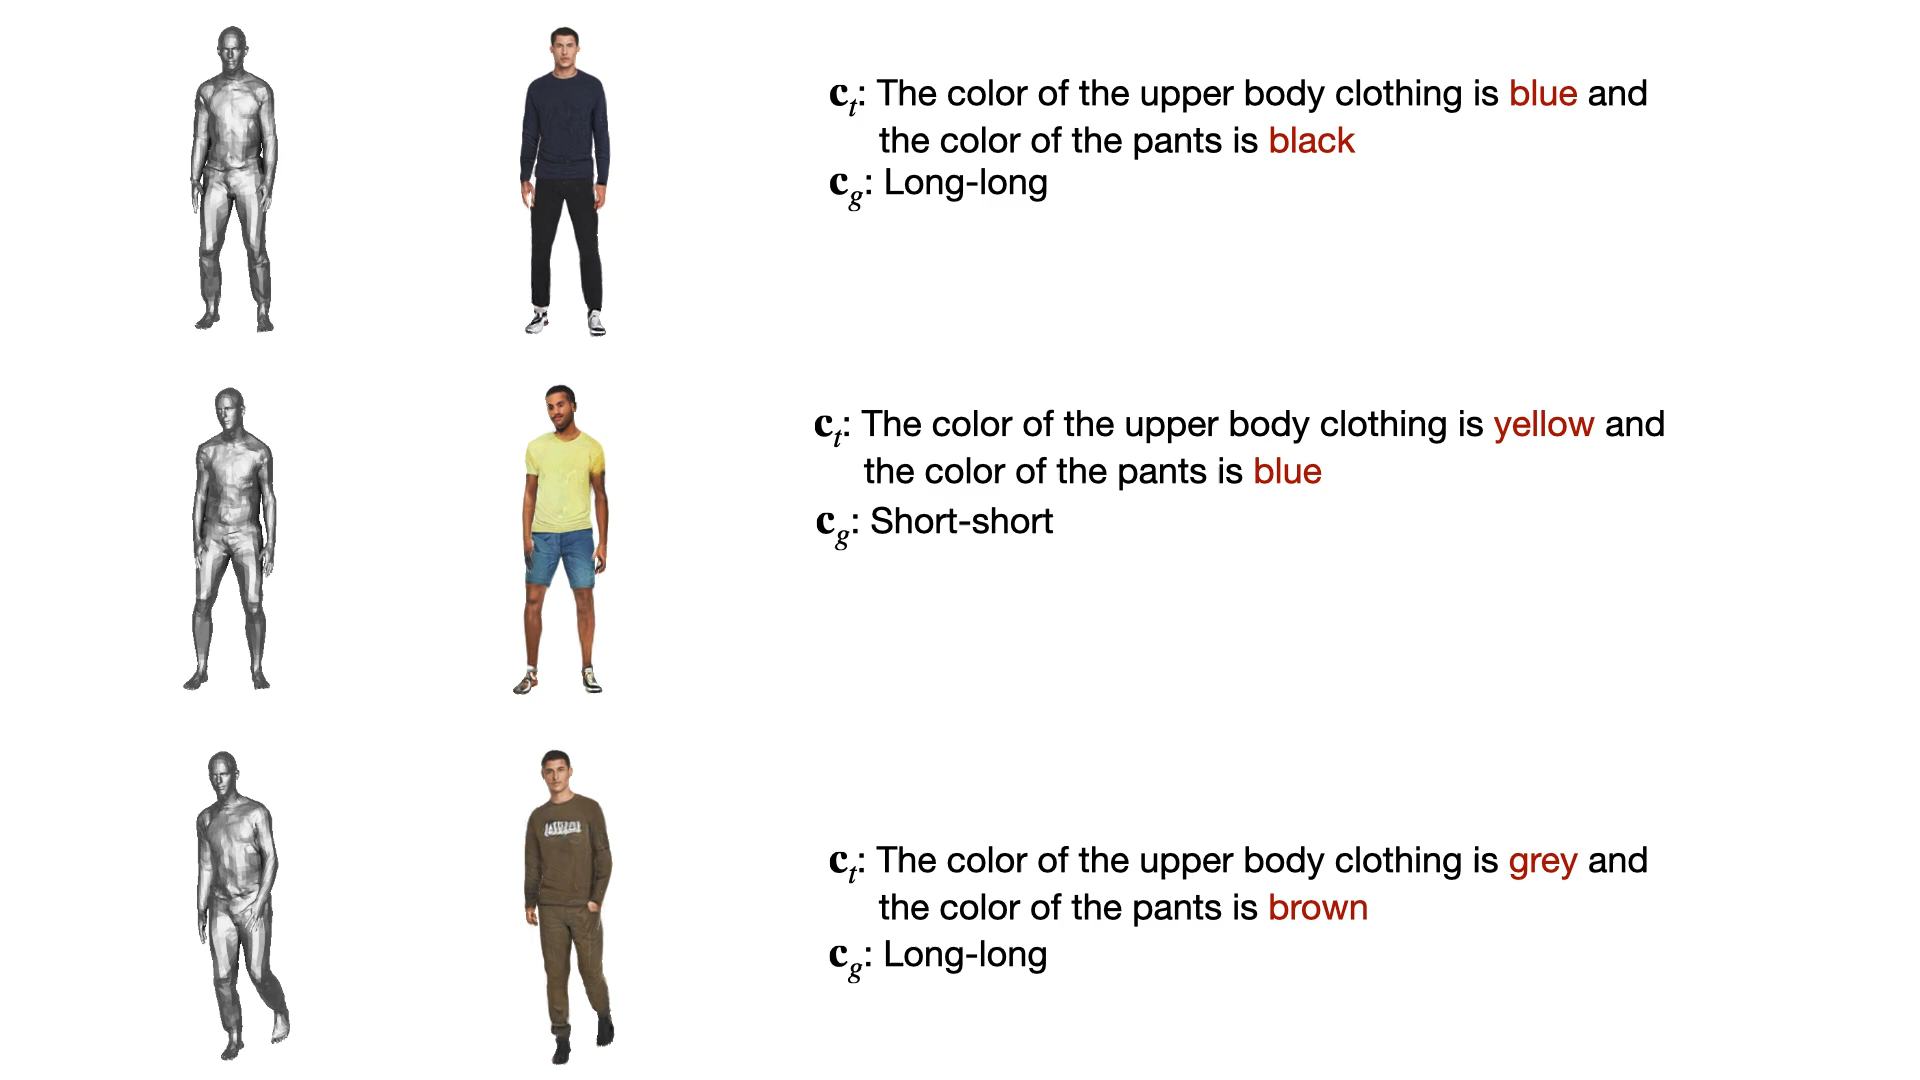 c_t: The color of the upper body clothing is blue and
the color of the pants is black
c_g: Long-long
c_t: The color of the upper body clothing is yellow and
the color of the pants is blue
c_g: Short-short
c_t: The color of the upper body clothing is grey and
the color of the pants is brown
c_g: Long-long